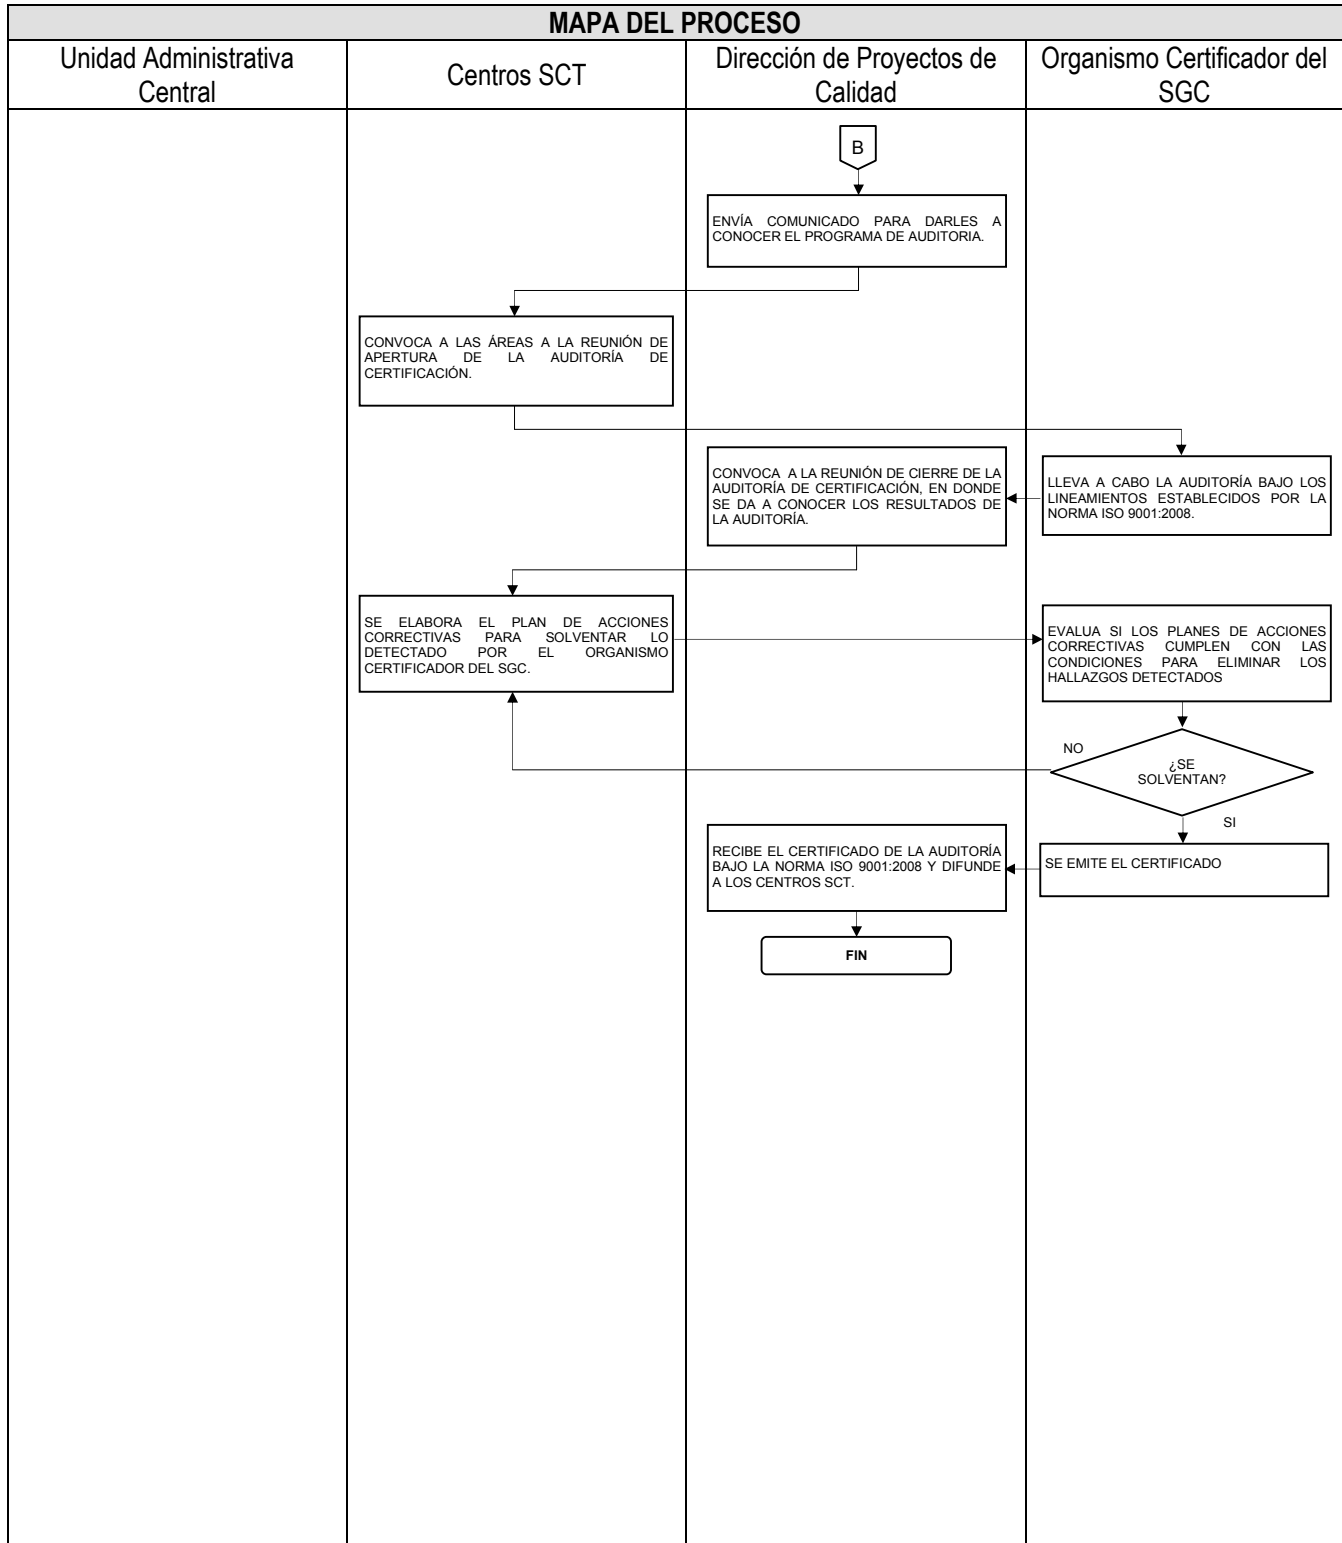 MAPA DEL PROCESO
Unidad Administrativa
Central
Centros SCT
Dirección de Proyectos de
Calidad
Organismo Certificador del
SGC
B
ENVÍA COMUNICADO PARA DARLES A
CONOCER EL PROGRAMA DE AUDITORIA.
CONVOCA A LAS ÁREAS A LA REUNIÓN DE
APERTURA DE LA AUDITORÍA DE
CERTIFICACIÓN.
CONVOCA A LA REUNIÓN DE CIERRE DE LA
AUDITORÍA DE CERTIFICACIÓN, EN DONDE
SE DA A CONOCER LOS RESULTADOS DE
LA AUDITORÍA.
LLEVA A CABO LA AUDITORÍA BAJO LOS
LINEAMIENTOS ESTABLECIDOS POR LA
NORMA ISO 9001:2008.
SE ELABORA EL PLAN DE ACCIONES
CORRECTIVAS PARA SOLVENTAR LO
DETECTADO POR EL ORGANISMO
CERTIFICADOR DEL SGC.
EVALUA SI LOS PLANES DE ACCIONES
CORRECTIVAS CUMPLEN CON LAS
CONDICIONES PARA ELIMINAR LOS
HALLAZGOS DETECTADOS
NO
¿SE
SOLVENTAN?
SI
RECIBE EL CERTIFICADO DE LA AUDITORÍA
BAJO LA NORMA ISO 9001:2008 Y DIFUNDE
A LOS CENTROS SCT.
SE EMITE EL CERTIFICADO
FIN